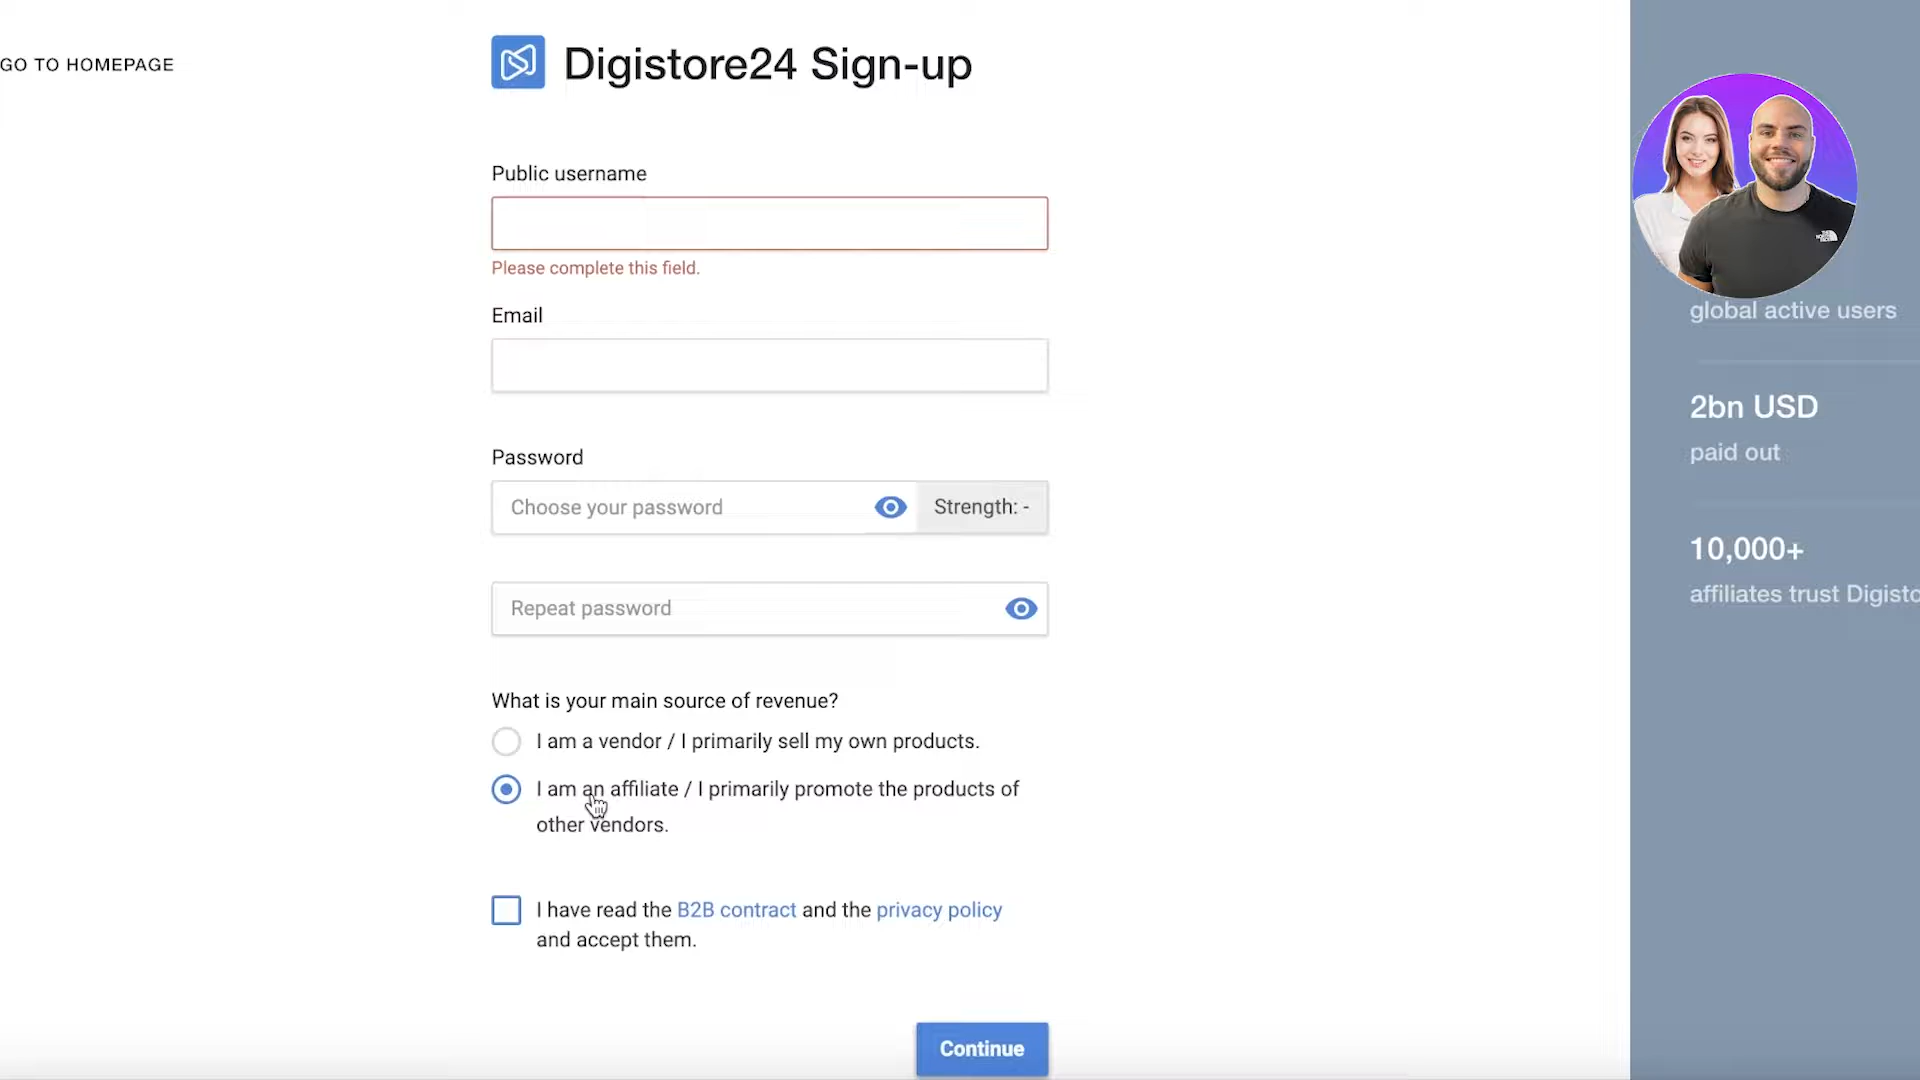 GO TO HOMEPAGE
Digistore24 Sign-up
Public username
Please complete this field.
Email
Password
Choose your password
Strength: -
Repeat password
What is your main source of revenue?
I am a vendor / I primarily sell my own products.
I am an affiliate / I primarily promote the products of
other vendors.
I have read the B2B contract and the privacy policy
and accept them.
Continue
global active users
2bn USD
paid out
10,000+
affiliates trust Digisto